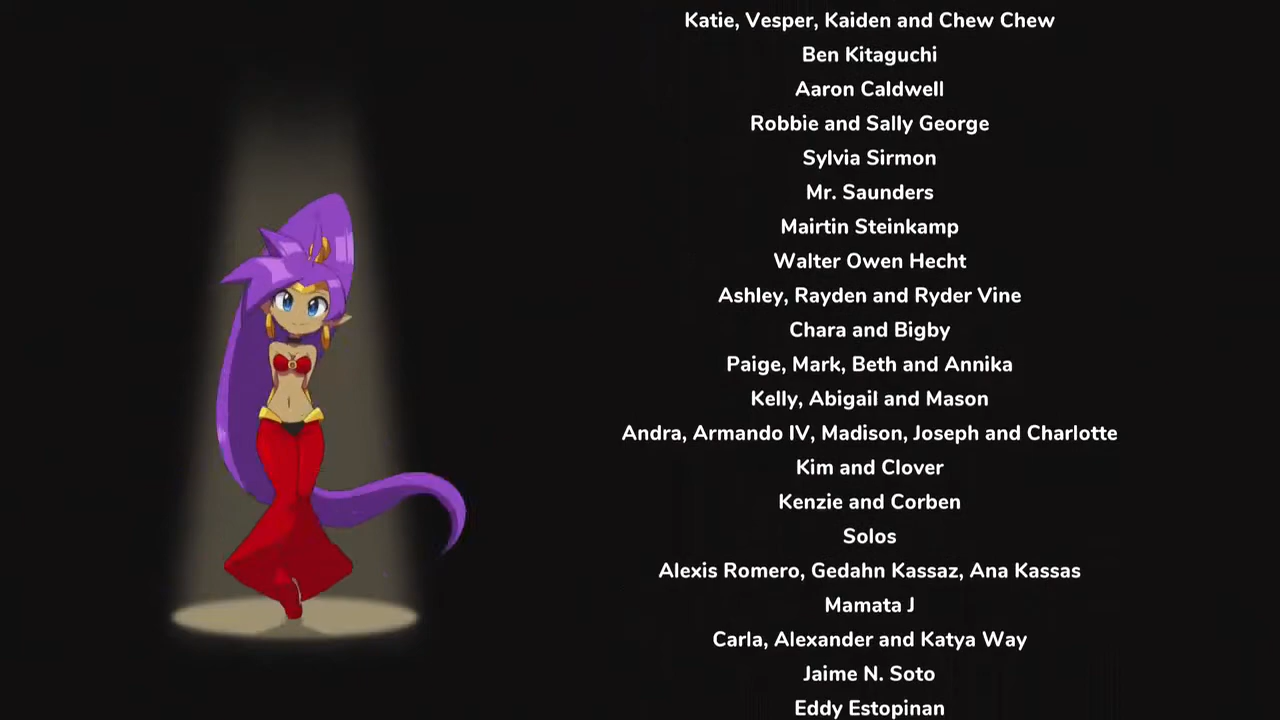 Katie, Vesper, Kaiden and Chew Chew
Ben Kitaguchi
Aaron Caldwell
Robbie and Sally George
Sylvia Sirmon
Mr. Saunders
Mairtin Steinkamp
Walter Owen Hecht
Ashley, Rayden and Ryder Vine
Chara and Bigby
Paige, Mark, Beth and Annika
Kelly, Abigail and Mason
Andra, Armando IV, Madison, Joseph and Charlotte
Kim and Clover
Kenzie and Corben
Solos
Alexis Romero, Gedahn Kassaz, Ana Kassas
Mamata J
Carla, Alexander and Katya Way
Jaime N. Soto
Eddy Estopinan